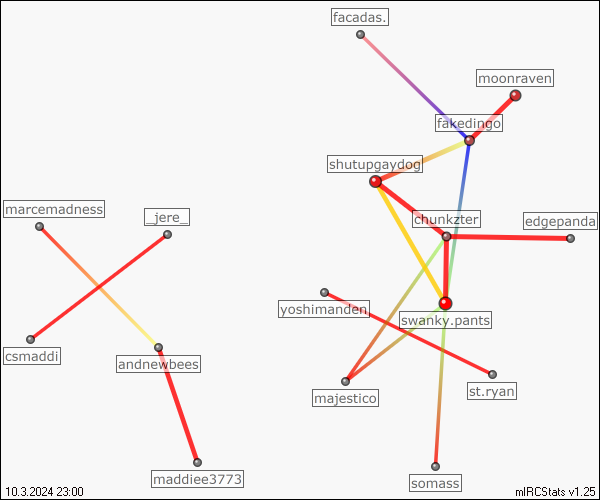 facadas.
moonraven
fakedingo
shutupgaydog
marcemadness
_jere_
chunkzter
edgepanda
yoshimanden
swanky.pants
csmaddi
andnewbees
majestico
st.ryan
maddiee3773
somass
10.3.2024 23:00
mIRCStats v1.25